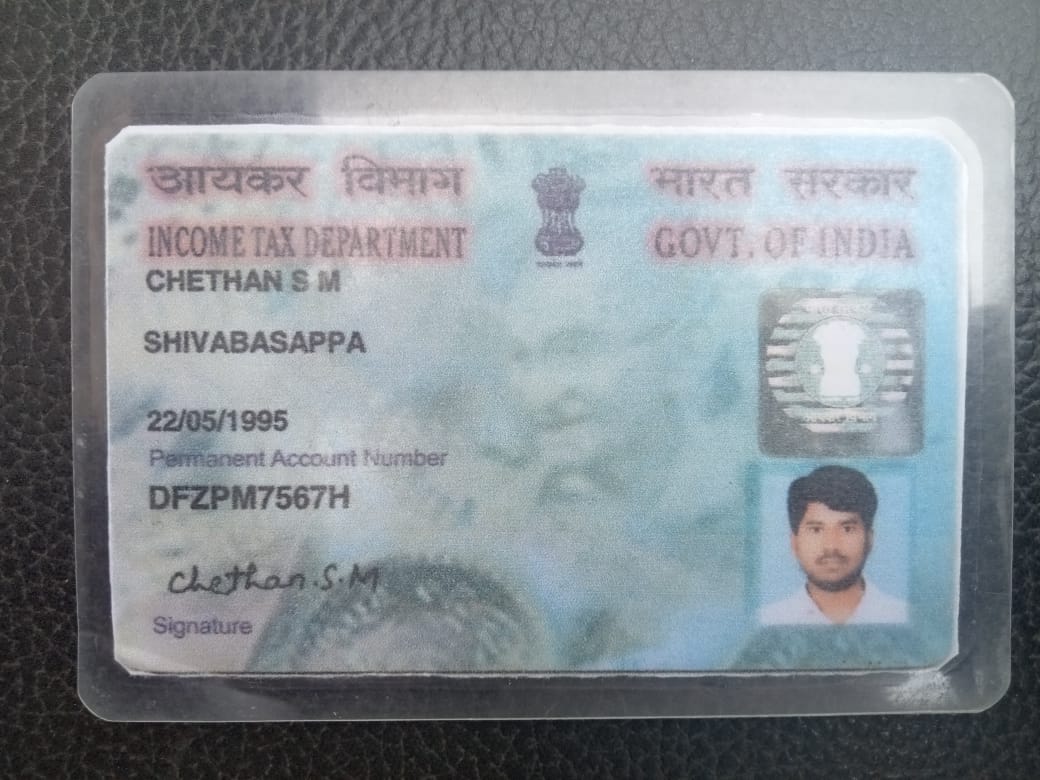 आयकर विभाग
भारत सरकार
INCOME TAX DEPARTMENT
GOVT. OF INDIA
CHETHAN S M
SHIVABASAPPA
22/05/1995
Permanent Account Number
DFZPM7567H
Chethan.S.M
Signature